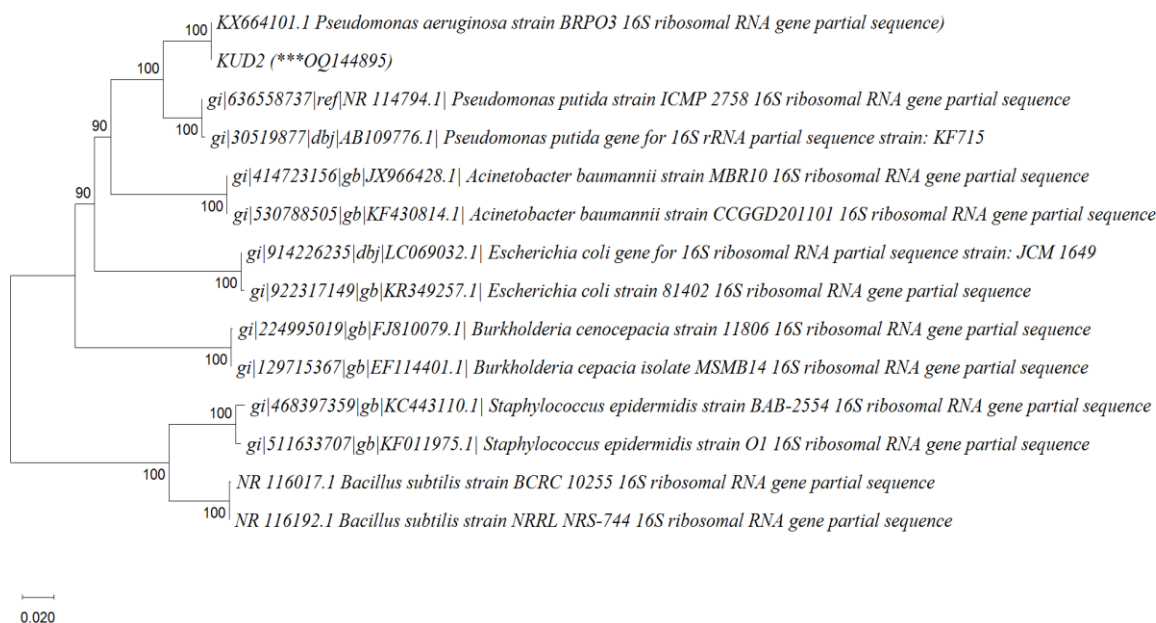 100
KX664101.1 Pseudomonas aeruginosa strain BRPO3 16S ribosomal RNA gene partial sequence)
100
KUD2 (***OQ144895)
gi|636558737|ref|NR 114794.1| Pseudomonas putida strain ICMP 2758 16S ribosomal RNA gene partial sequence
90
100
gi|30519877|dbj|AB109776.1| Pseudomonas putida gene for 16S rRNA partial sequence strain: KF715
gi|414723156|gb|JX966428.1| Acinetobacter baumannii strain MBR10 16S ribosomal RNA gene partial sequence
90
100
gi|530788505|gb|KF430814.1| Acinetobacter baumannii strain CCGGD201101 16S ribosomal RNA gene partial sequence
gi|914226235|dbj|LC069032.1| Escherichia coli gene for 16S ribosomal RNA partial sequence strain: JCM 1649
100
gi|922317149|gb|KR349257.1| Escherichia coli strain 81402 16S ribosomal RNA gene partial sequence
gi|224995019|gb|FJ810079.1| Burkholderia cenocepacia strain 11806 16S ribosomal RNA gene partial sequence
100
gi|129715367|gb|EF114401.1| Burkholderia cepacia isolate MSMB14 16S ribosomal RNA gene partial sequence
100
gi|468397359|gb|KC443110.1| Staphylococcus epidermidis strain BAB-2554 16S ribosomal RNA gene partial sequence
gi|511633707|gb|KF011975.1| Staphylococcus epidermidis strain O1 16S ribosomal RNA gene partial sequence
100
NR 116017.1 Bacillus subtilis strain BCRC 10255 16S ribosomal RNA gene partial sequence
100
NR 116192.1 Bacillus subtilis strain NRRL NRS-744 16S ribosomal RNA gene partial sequence
0.020